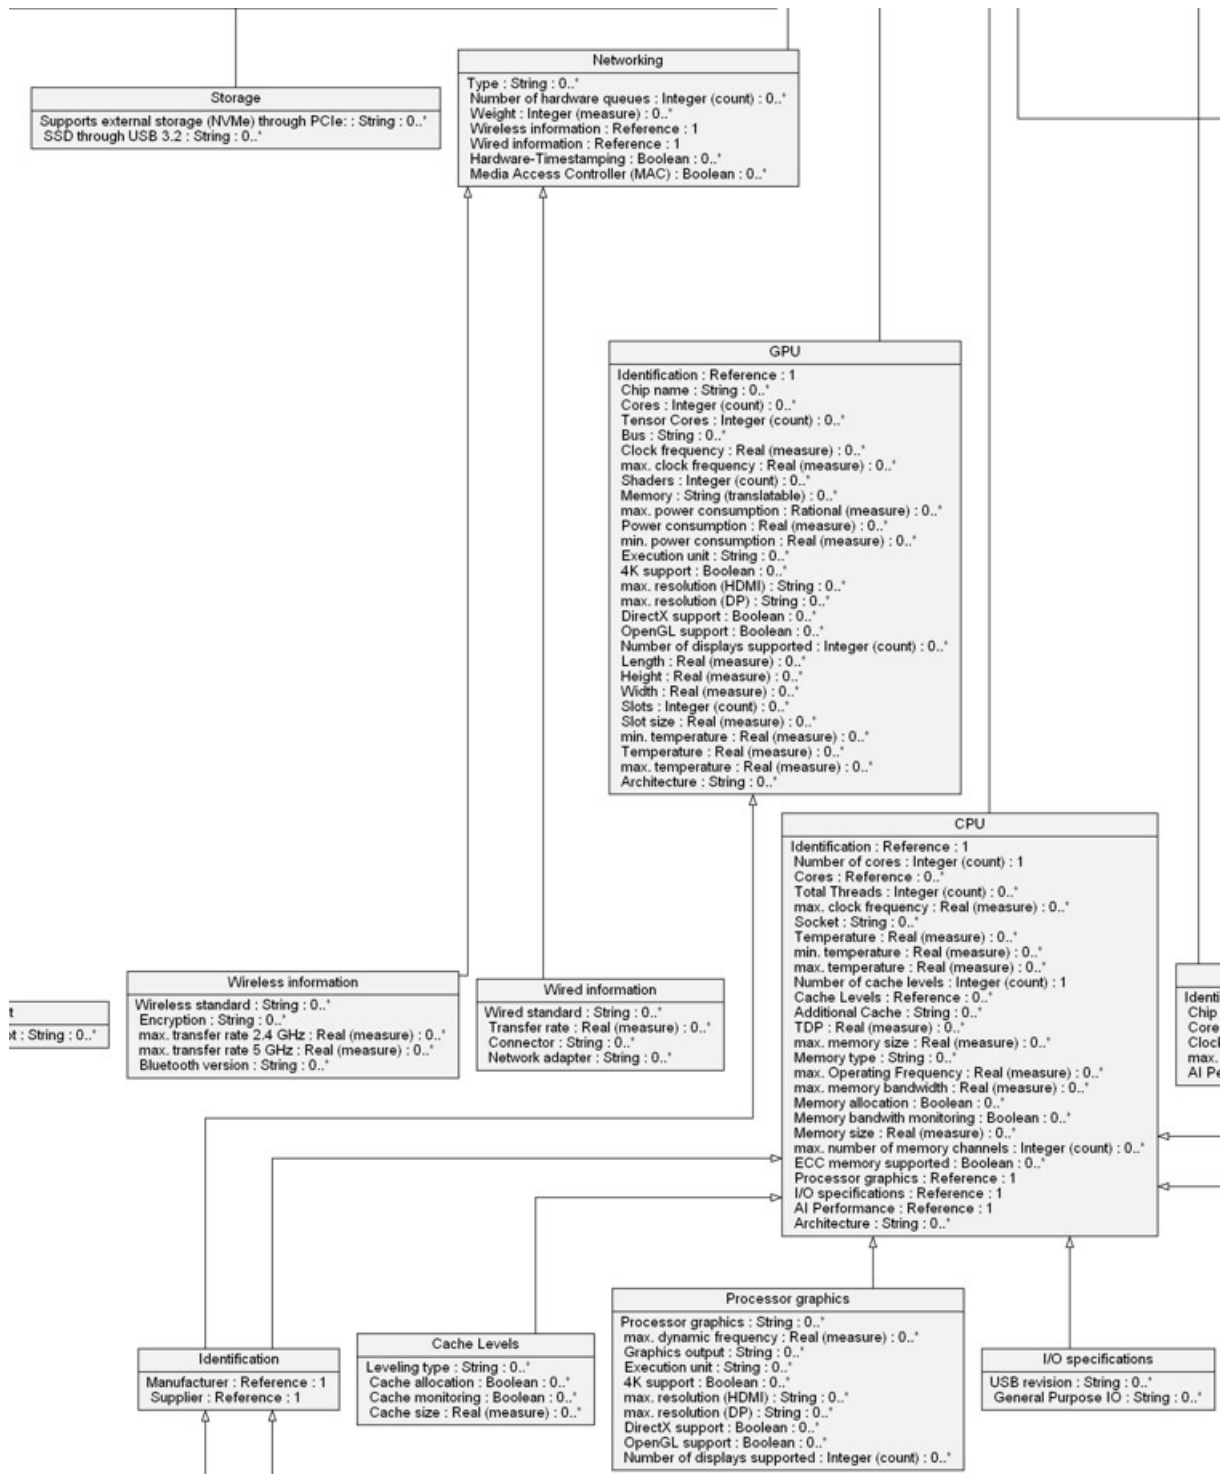 Networking
Type : String : 0..*
Number of hardware queues : Integer (count) : 0..*
Weight : Integer (measure) : 0..*
Wireless information : Reference : 1
Wired information : Reference : 1
Hardware-Timestamping : Boolean : 0..*
Media Access Controller (MAC) : Boolean : 0..*
Storage
Supports external storage (NVMe) through PCIe: : String : 0..*
SSD through USB 3.2 : String : 0..*
GPU
Identification : Reference : 1
Chip name : String : 0..*
Cores : Integer (count) : 0..*
Tensor Cores : Integer (count) : 0..*
Bus : String : 0..*
Clock frequency : Real (measure) : 0..*
max. clock frequency : Real (measure) : 0..*
Shaders : Integer (count) : 0..*
Memory : String (translatable) : 0..*
max. power consumption : Rational (measure) : 0..*
Power consumption : Real (measure) : 0..*
min. power consumption : Real (measure) : 0..*
Execution unit : String : 0..*
4K support : Boolean : 0..*
max. resolution (HDMI) : String : 0..*
max. resolution (DP) : String : 0..*
DirectX support : Boolean : 0..*
OpenGL support : Boolean : 0..*
Number of displays supported : Integer (count) : 0..*
Length : Real (measure) : 0..*
Height : Real (measure) : 0..*
Width : Real (measure) : 0..*
Slots : Integer (count) : 0..*
Slot size : Real (measure) : 0..*
min. temperature : Real (measure) : 0..*
Temperature : Real (measure) : 0..*
max. temperature : Real (measure) : 0..*
Architecture : String : 0..*
CPU
Identification : Reference : 1
Number of cores : Integer (count) : 1
Cores : Reference : 0..*
Total Threads : Integer (count) : 0..*
max. clock frequency : Real (measure) : 0..*
Socket : String : 0..*
Temperature : Real (measure) : 0..*
min. temperature : Real (measure) : 0..*
max. temperature : Real (measure) : 0..*
Number of cache levels : Integer (count) : 1
Cache Levels : Reference : 0..*
Additional Cache : String : 0..*
TDP : Real (measure) : 0..*
max. memory size : Real (measure) : 0..*
Memory type : String : 0..*
max. Operating Frequency : Real (measure) : 0..*
max. memory bandwidth : Real (measure) : 0..*
Memory allocation : Boolean : 0..*
Memory bandwith monitoring : Boolean : 0..*
Memory size : Real (measure) : 0..*
max. number of memory channels : Integer (count) : 0..*
ECC memory supported : Boolean : 0..*
Processor graphics : Reference : 1
I/O specifications : Reference : 1
AI Performance : Reference : 1
Architecture : String : 0..*
Wireless information
Wireless standard : String : 0..*
Encryption : String : 0..*
max. transfer rate 2.4 GHz : Real (measure) : 0..*
max. transfer rate 5 GHz : Real (measure) : 0..*
Bluetooth version : String : 0..*
Wired information
Wired standard : String : 0..*
Transfer rate : Real (measure) : 0..*
Connector : String : 0..*
Network adapter : String : 0..*
t
ot : String : 0..*
Identi
Chip
Core
Clock
max.
AI Pe
Processor graphics
Processor graphics : String : 0..*
max. dynamic frequency : Real (measure) : 0..*
Graphics output : String : 0..*
Execution unit : String : 0..*
4K support : Boolean : 0..*
max. resolution (HDMI) : String : 0..*
max. resolution (DP) : String : 0..*
DirectX support : Boolean : 0..*
OpenGL support : Boolean : 0..*
Number of displays supported : Integer (count) : 0..*
Cache Levels
Leveling type : String : 0..*
Cache allocation : Boolean : 0..*
Cache monitoring : Boolean : 0..*
Cache size : Real (measure) : 0..*
Identification
Manufacturer : Reference : 1
Supplier : Reference : 1
I/O specifications
USB revision : String : 0..*
General Purpose IO : String : 0..*